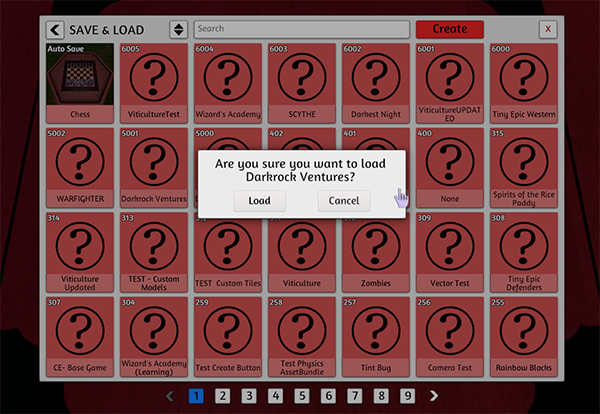 SAVE & LOAD
Search
Create
X
Auto Save
6005
6004
6003
6002
6001
6000
Chess
ViticultureTest
Wizard's Academy
SCYTHE
Darkest Night
ViticultureUPDAT
ED
Tiny Epic Western
5002
5001
5000
402
401
400
315
Are you sure you want to load
Darkrock Ventures?
Load
Cancel
WARFIGHTER
Darkrock Ventures
None
Spirits of the Rice
Paddy
314
313
309
308
Viticulture
Updated
TEST - Custom
Models
TEST Custom Tiles
Viticulture
Zombies
Vector Test
Tiny Epic
Defenders
307
304
259
258
257
256
255
CE- Base Game
Wizard's Academy
(Learning)
Test Create Button
Test Physics
AssetBundle
Tint Bug
Camera Test
Rainbow Blocks
1 2 3 4 5 6 7 8 9